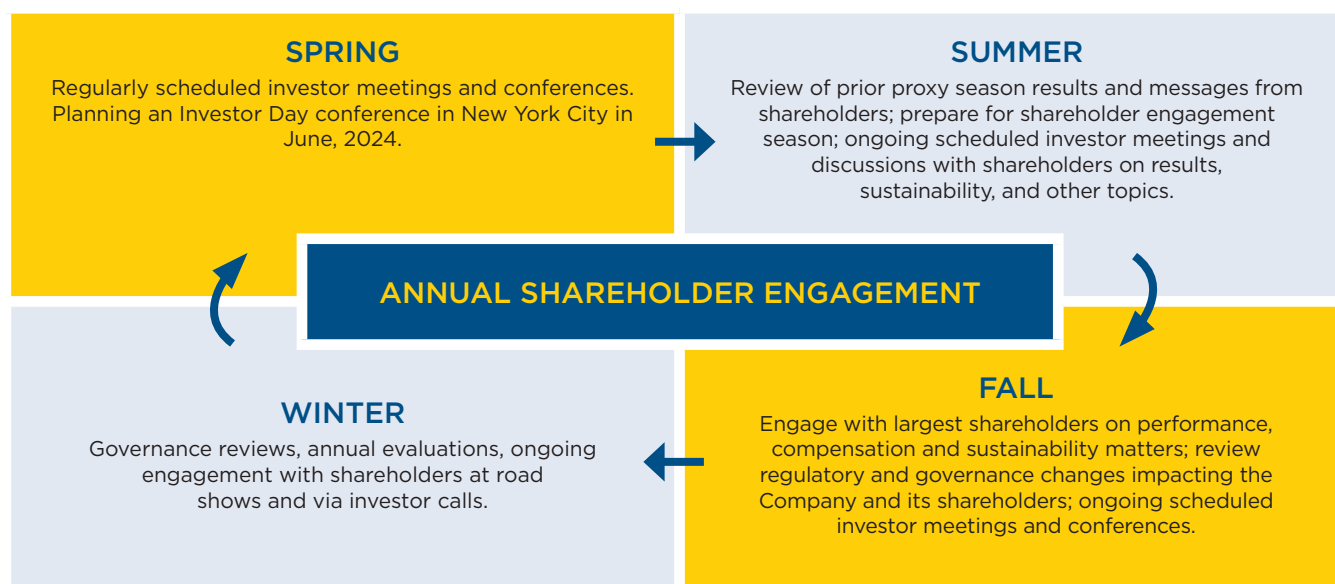 SPRING
Regularly scheduled investor meetings and conferences.
Planning an Investor Day conference in New York City in
June, 2024.
SUMMER
Review of prior proxy season results and messages from
shareholders; prepare for shareholder engagement
season; ongoing scheduled investor meetings and
discussions with shareholders on results,
sustainability, and other topics.
ANNUAL SHAREHOLDER ENGAGEMENT
WINTER
Governance reviews, annual evaluations, ongoing
engagement with shareholders at road
shows and via investor calls.
FALL
Engage with largest shareholders on performance,
compensation and sustainability matters; review
regulatory and governance changes impacting the
Company and its shareholders; ongoing scheduled
investor meetings and conferences.